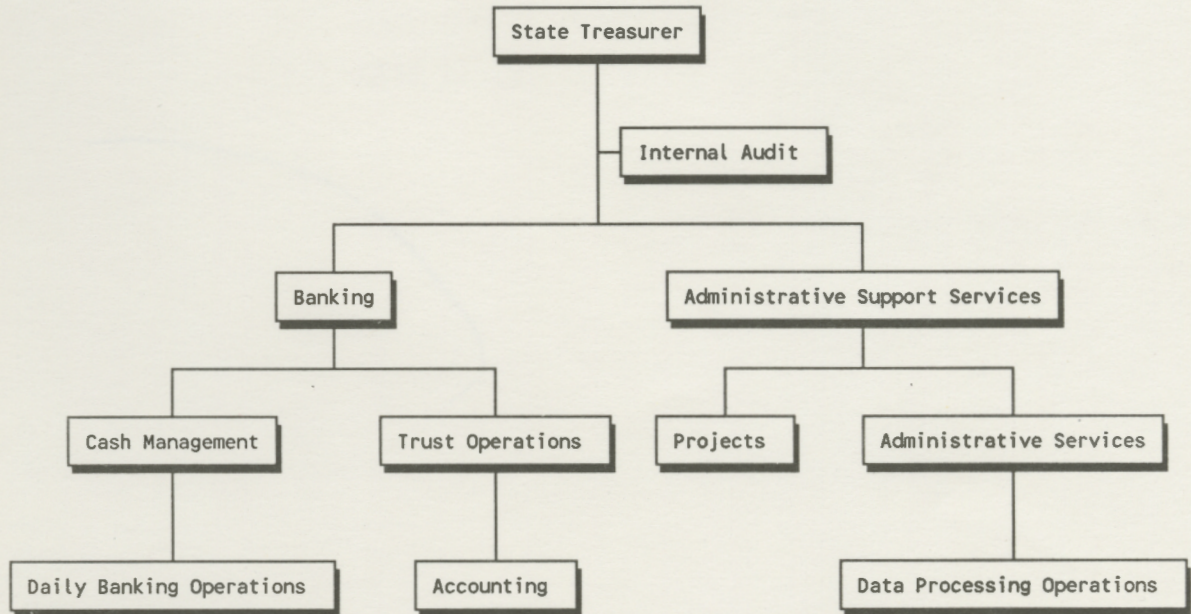 State Treasurer
Internal Audit
Banking
Administrative Support Services
Cash Management
Trust Operations
Projects
Administrative Services
Daily Banking Operations
Accounting
Data Processing Operations